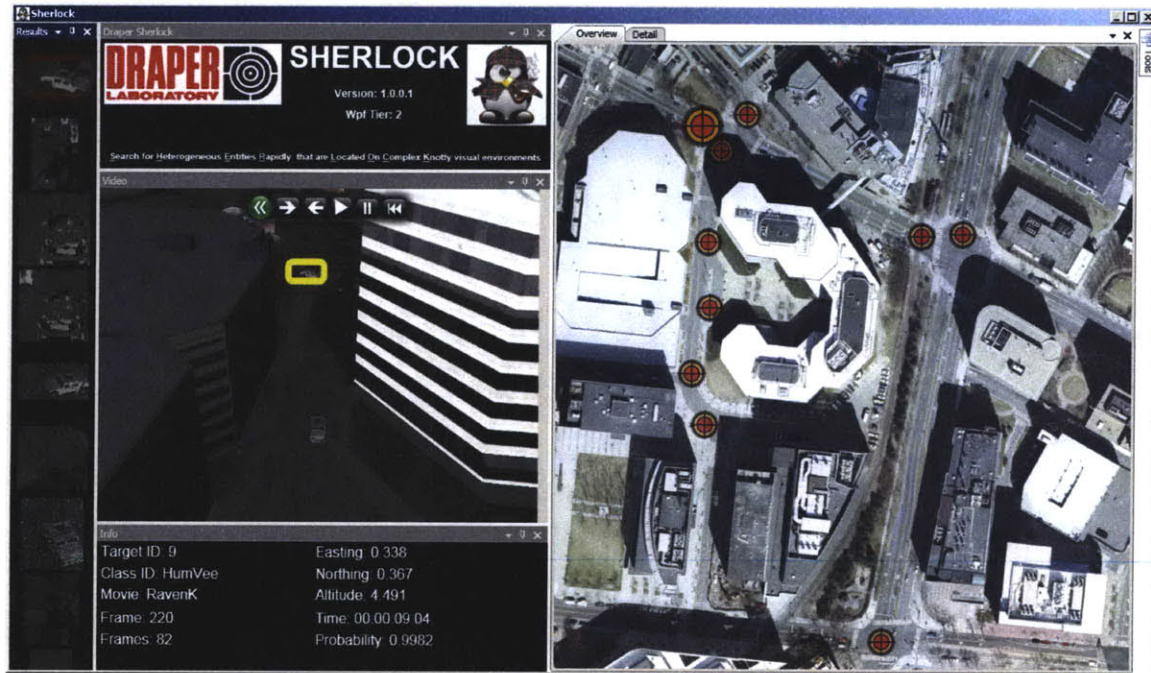 Sherlock
Results
Draper Sherlock
DRAPER
LABORATORY
SHERLOCK
Version: 1.0.0.1
Wpf Tier: 2
Search for Heterogeneous Entities Rapidly that are Located On Complex Knotty visual environments
Video
Info
Target ID: 9
Easting: 0.338
Class ID: HumVee
Northing: 0.367
Movie: RavenK
Altitude: 4.491
Frame: 220
Time: 00:00:09.04
Frames: 82
Probability: 0.9982
Overview
Detail
Tools